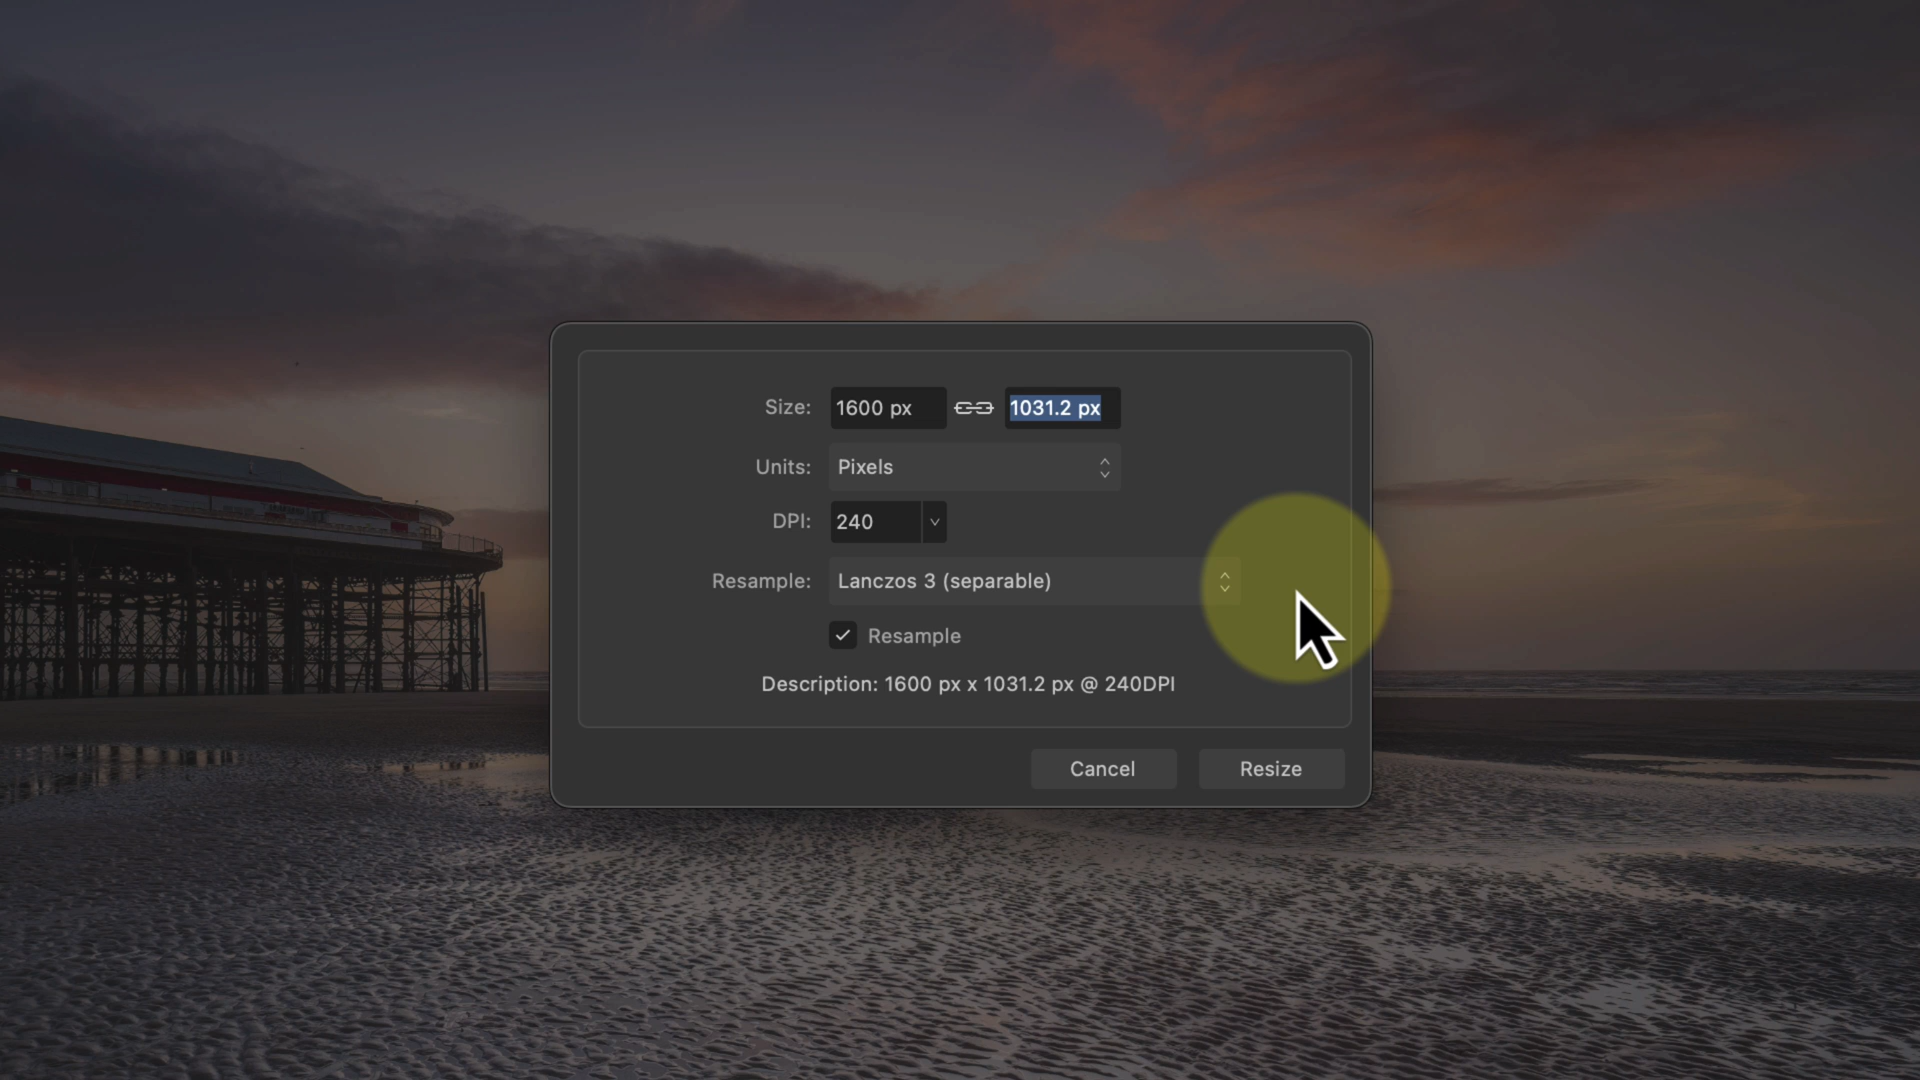 Size: 1600 px 1031.2 px
Units: Pixels
DPI: 240
Resample: Lanczos 3 (separable)
Resample
Description: 1600 px x 1031.2 px @ 240DPI
Cancel Resize